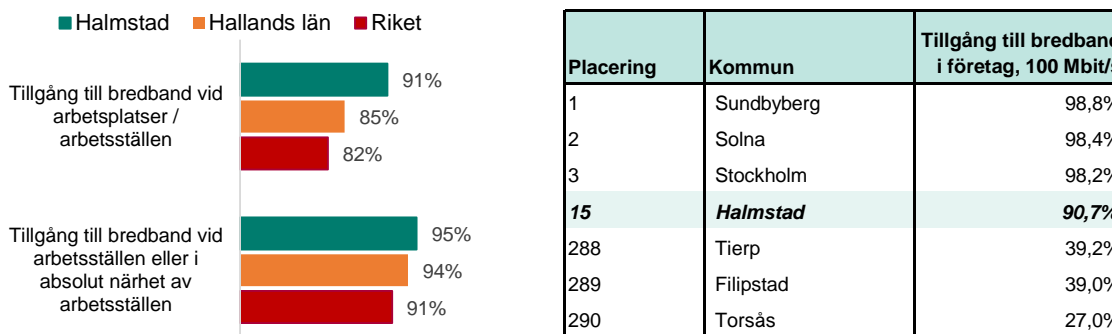 Halmstad Hallands län Riket
Tillgång till bredband vid
arbetsplatser /
arbetsställen
91%
85%
82%
Tillgång till bredband vid
arbetsställen eller i
absolut närhet av
arbetsställen
95%
94%
91%
Placering Kommun Tillgång till bredband
i företag, 100 Mbit/s
1 Sundbyberg 98,8%
2 Solna 98,4%
3 Stockholm 98,2%
15 Halmstad 90,7%
288 Tierp 39,2%
289 Filipstad 39,0%
290 Torsås 27,0%